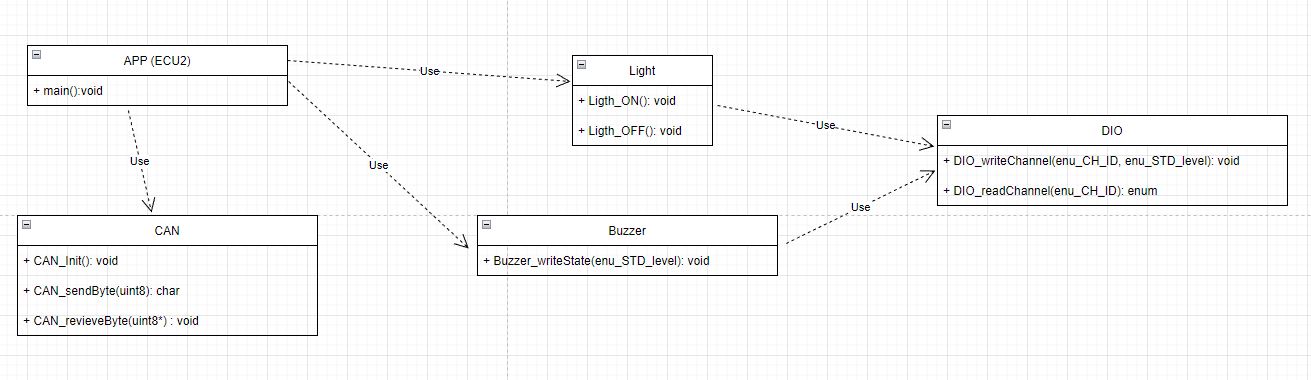 APP (ECU2)
+ main():void
Use
Light
+ Ligth_ON(): void
+ Ligth_OFF(): void
Use
DIO
+ DIO_writeChannel(enu_CH_ID, enu_STD_level): void
+ DIO_readChannel(enu_CH_ID): enum
Use
Use
Use
CAN
+ CAN_Init(): void
+ CAN_sendByte(uint8): char
+ CAN_revieveByte(uint8*) : void
Buzzer
+ Buzzer_writeState(enu_STD_level): void